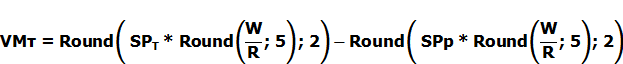 VMт = Round( SPт * Round(W/R; 5); 2) – Round( SPp * Round(W/R; 5); 2)